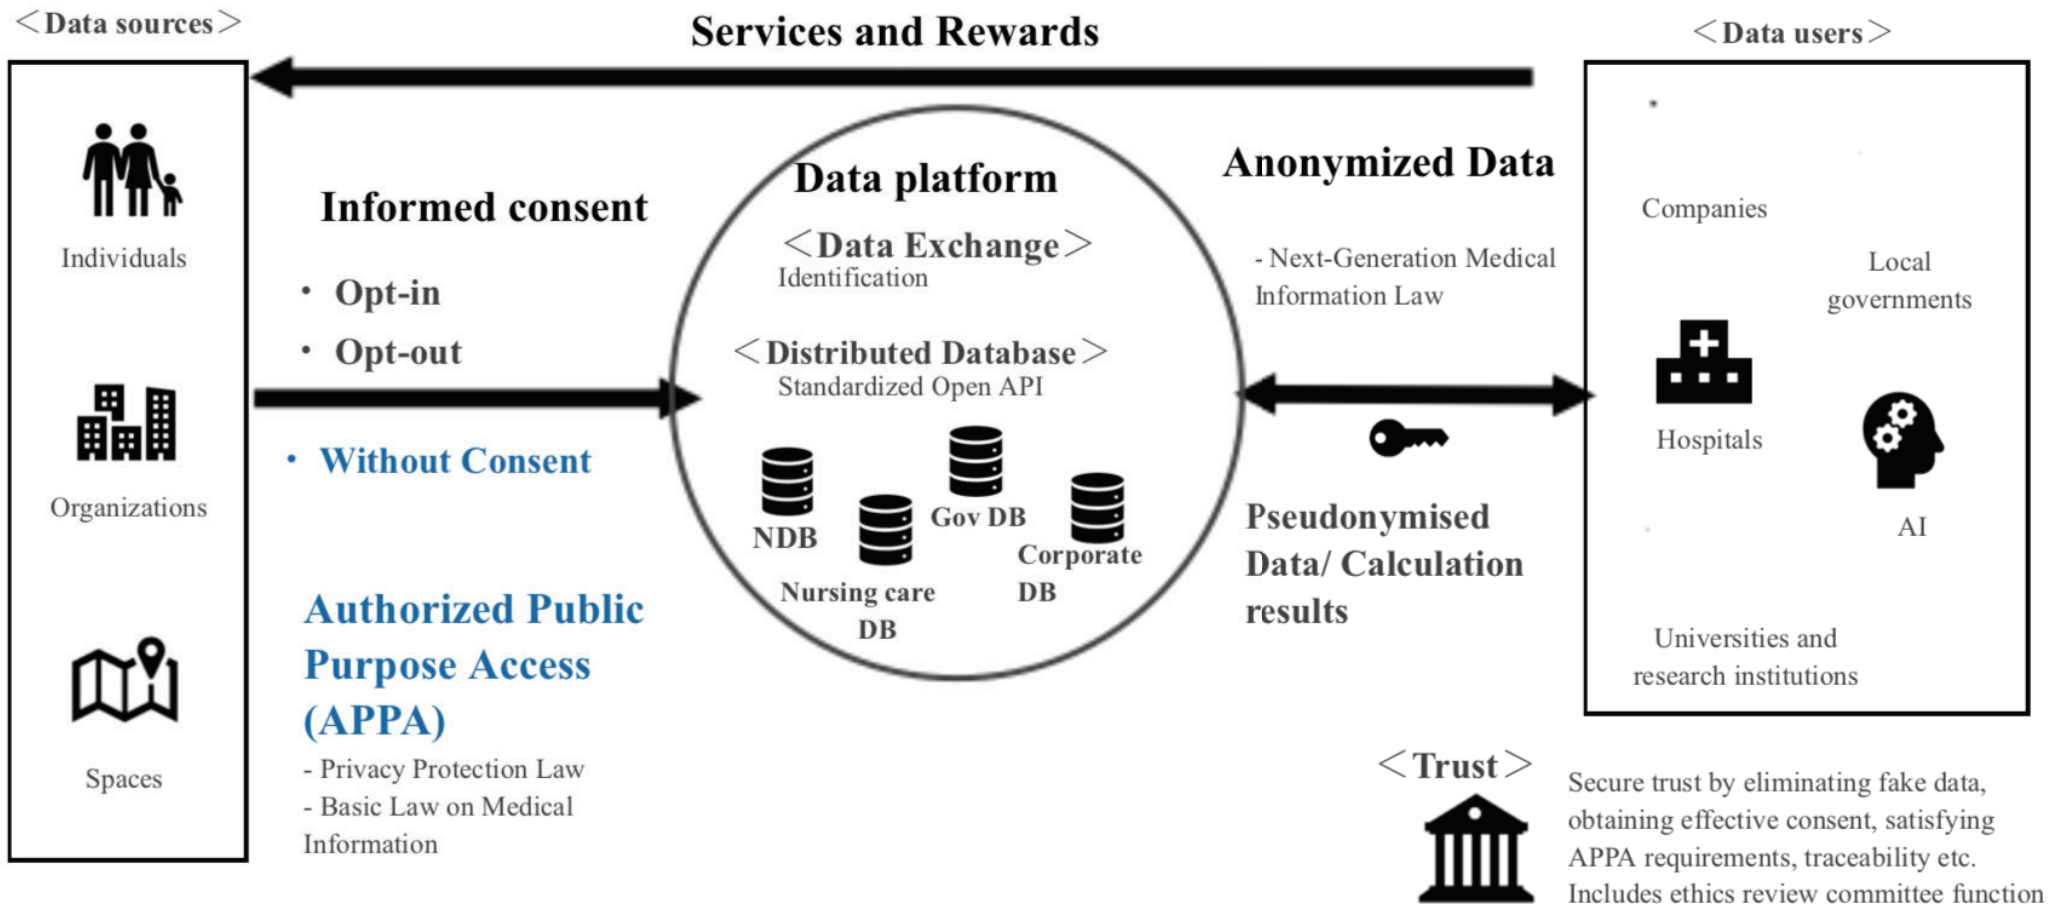 ＜Data sources＞
Services and Rewards
＜Data users＞
Individuals
Organizations
Spaces
Informed consent
・ Opt-in
・ Opt-out
・ Without Consent
Authorized Public
Purpose Access
(APPA)
- Privacy Protection Law
- Basic Law on Medical
Information
Data platform
＜Data Exchange＞
Identification
＜Distributed Database＞
Standardized Open API
NDB
Nursing care
DB
Gov DB
Corporate
DB
Anonymized Data
- Next-Generation Medical
Information Law
Pseudonymised
Data/ Calculation
results
Companies
Local
governments
Hospitals
AI
Universities and
research institutions
＜Trust＞
Secure trust by eliminating fake data,
obtaining effective consent, satisfying
APPA requirements, traceability etc.
Includes ethics review committee function